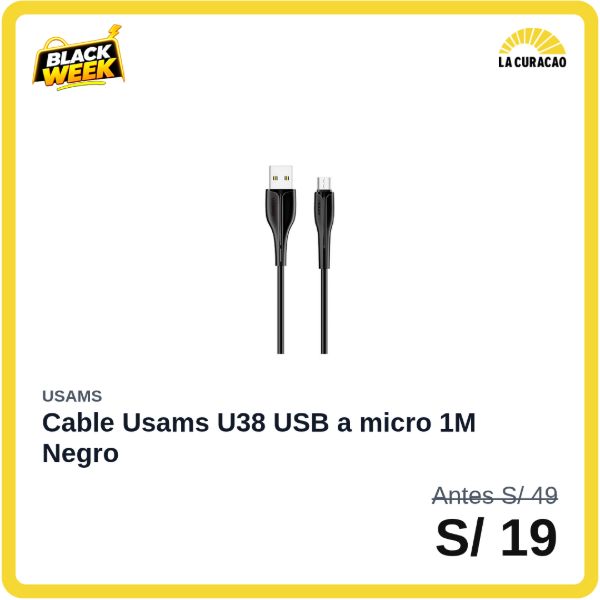 BLACK
WEEK
LA CURACAO
USAMS
Cable Usams U38 USB a micro 1M
Negro
Antes S/ 49
S/ 19